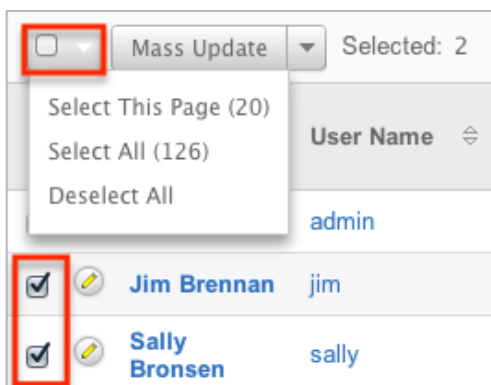 Mass Update Selected: 2
Select This Page (20)
Select All (126)
Deselect All
User Name
admin
Jim Brennan jim
Sally
Bronsen sally